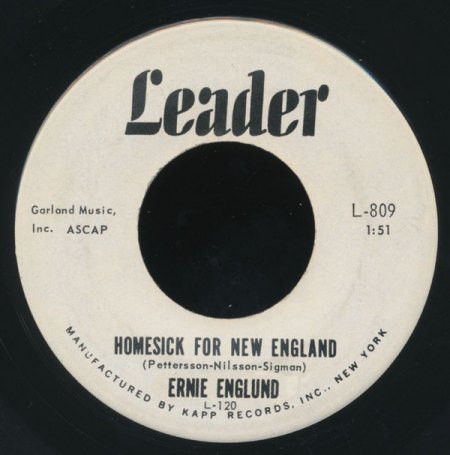 Leader
Garland Music,
Inc. ASCAP
L-809
1:51
HOMESICK FOR NEW ENGLAND
(Pettersson-Nilsson-Sigman)
ERNIE ENGLUND
L-120
MANUFACTURED BY KAPP RECORDS, INC., NEW YORK